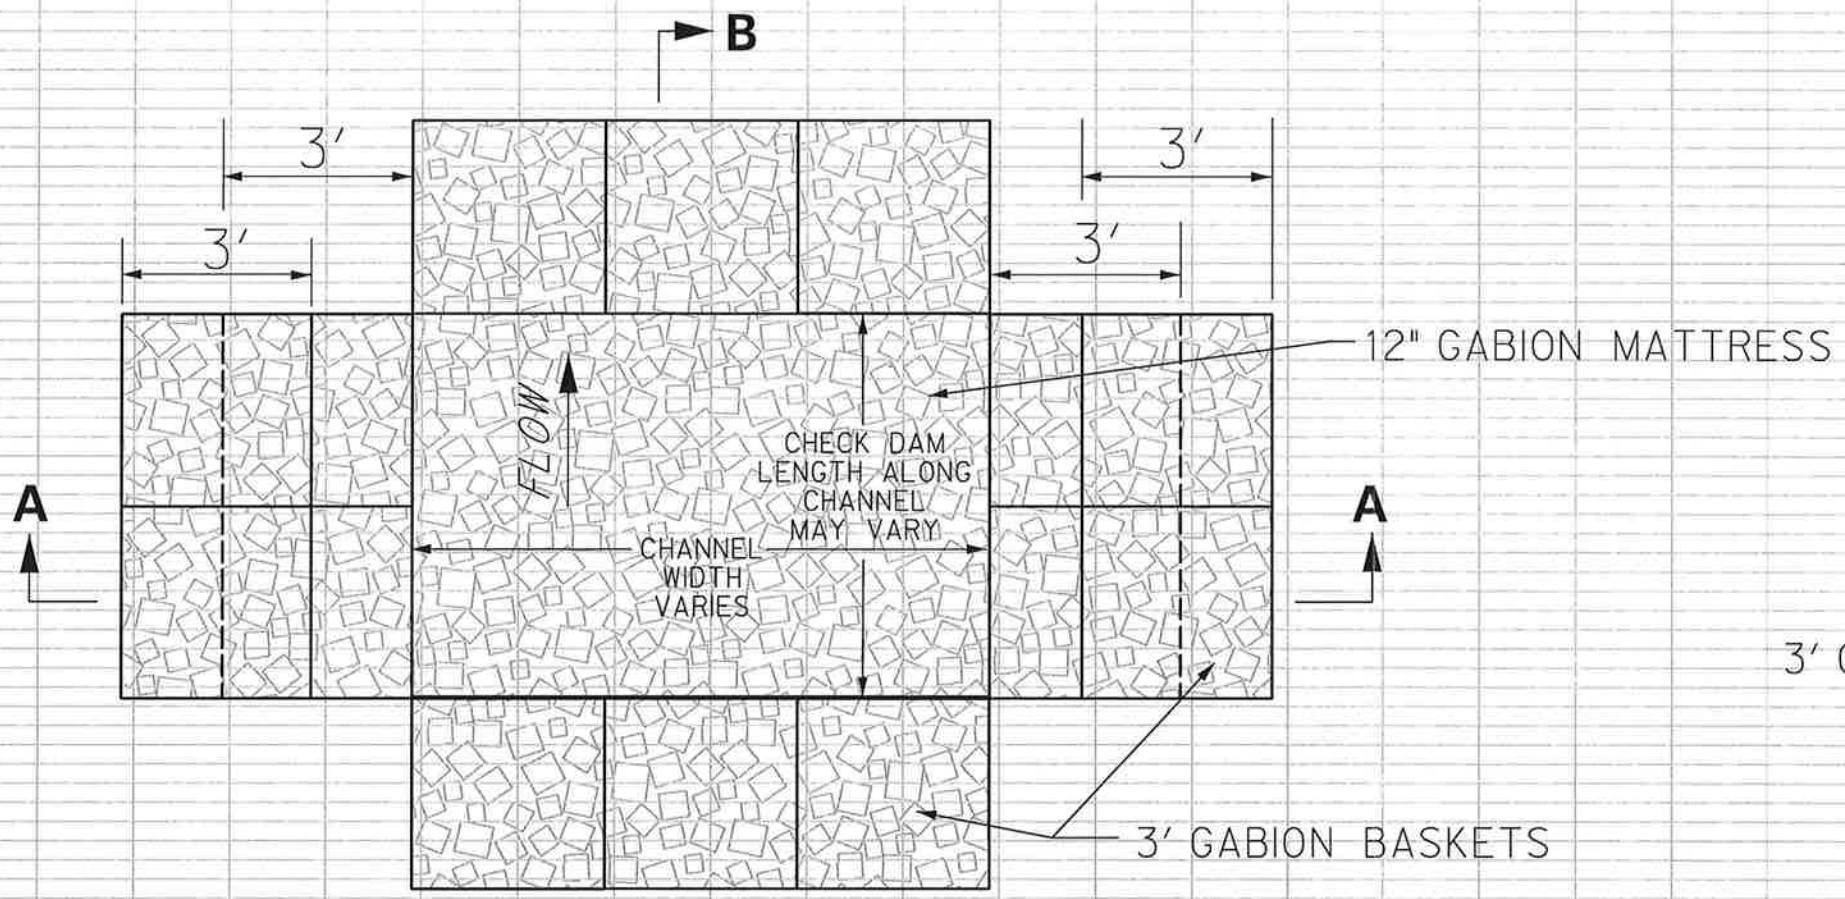 B
3'
3'
3'
3'
12" GABION MATTRESS
FLOW
CHECK DAM
LENGTH ALONG
CHANNEL
MAY VARY
A
A
CHANNEL
WIDTH
VARIES
3'
3' GABION BASKETS